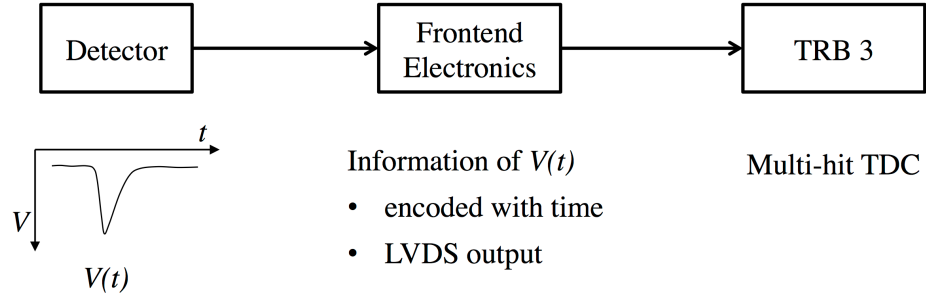 Detector
Frontend
Electronics
TRB 3
t
V
V(t)
Information of V(t)
• encoded with time
• LVDS output
Multi-hit TDC